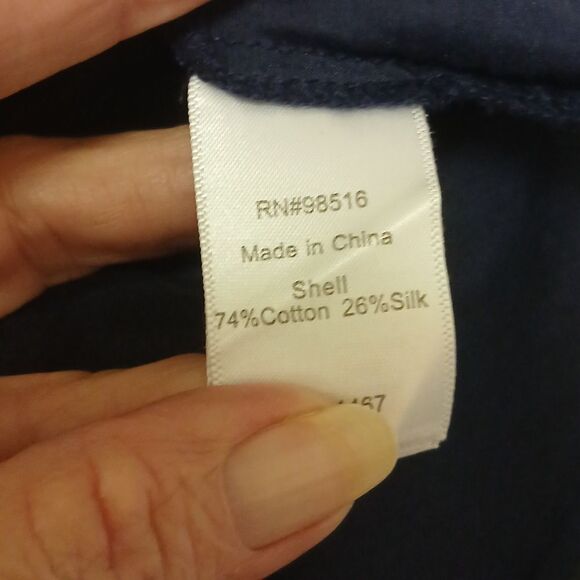 RN#98516
Made in China
Shell
74%Cotton 26%Silk